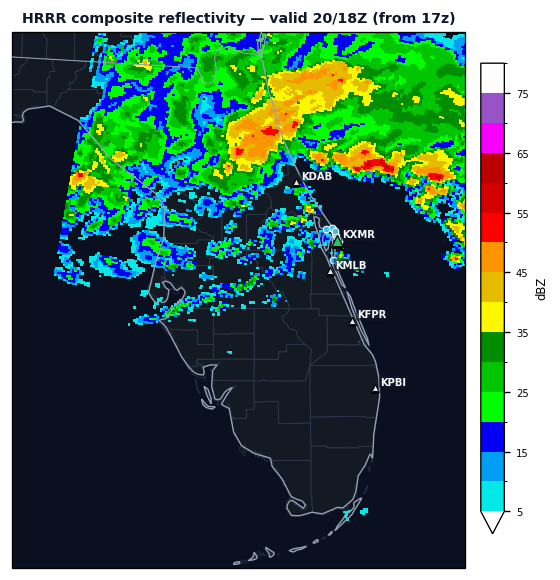 HRRR composite reflectivity — valid 20/18Z (from 17z)
75
65
55
45
35
25
15
5
dBZ
KDAB
KXMR
KMLB
KFPR
KPBI